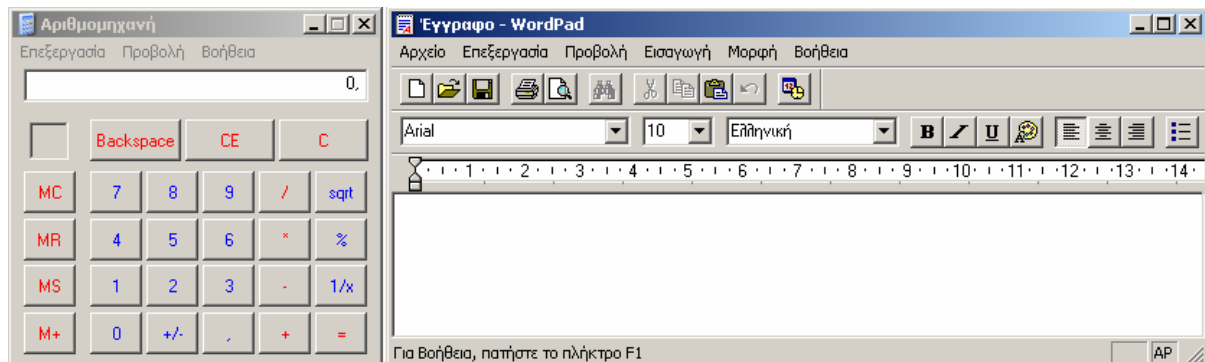 Αριθμομηχανή
Επεξεργασία Προβολή Βοήθεια
0,
Backspace CE C
MC 7 8 9 / sqrt
MR 4 5 6 * %
MS 1 2 3 - 1/x
M+ 0 +/- , + =
Έγγραφο - WordPad
Αρχείο Επεξεργασία Προβολή Εισαγωγή Μορφή Βοήθεια
Arial 10 Ελληνική B / U
1 2 3 4 5 6 7 8 9 10 11 12 13 14
Για Βοήθεια, πατήστε το πλήκτρο F1 AP